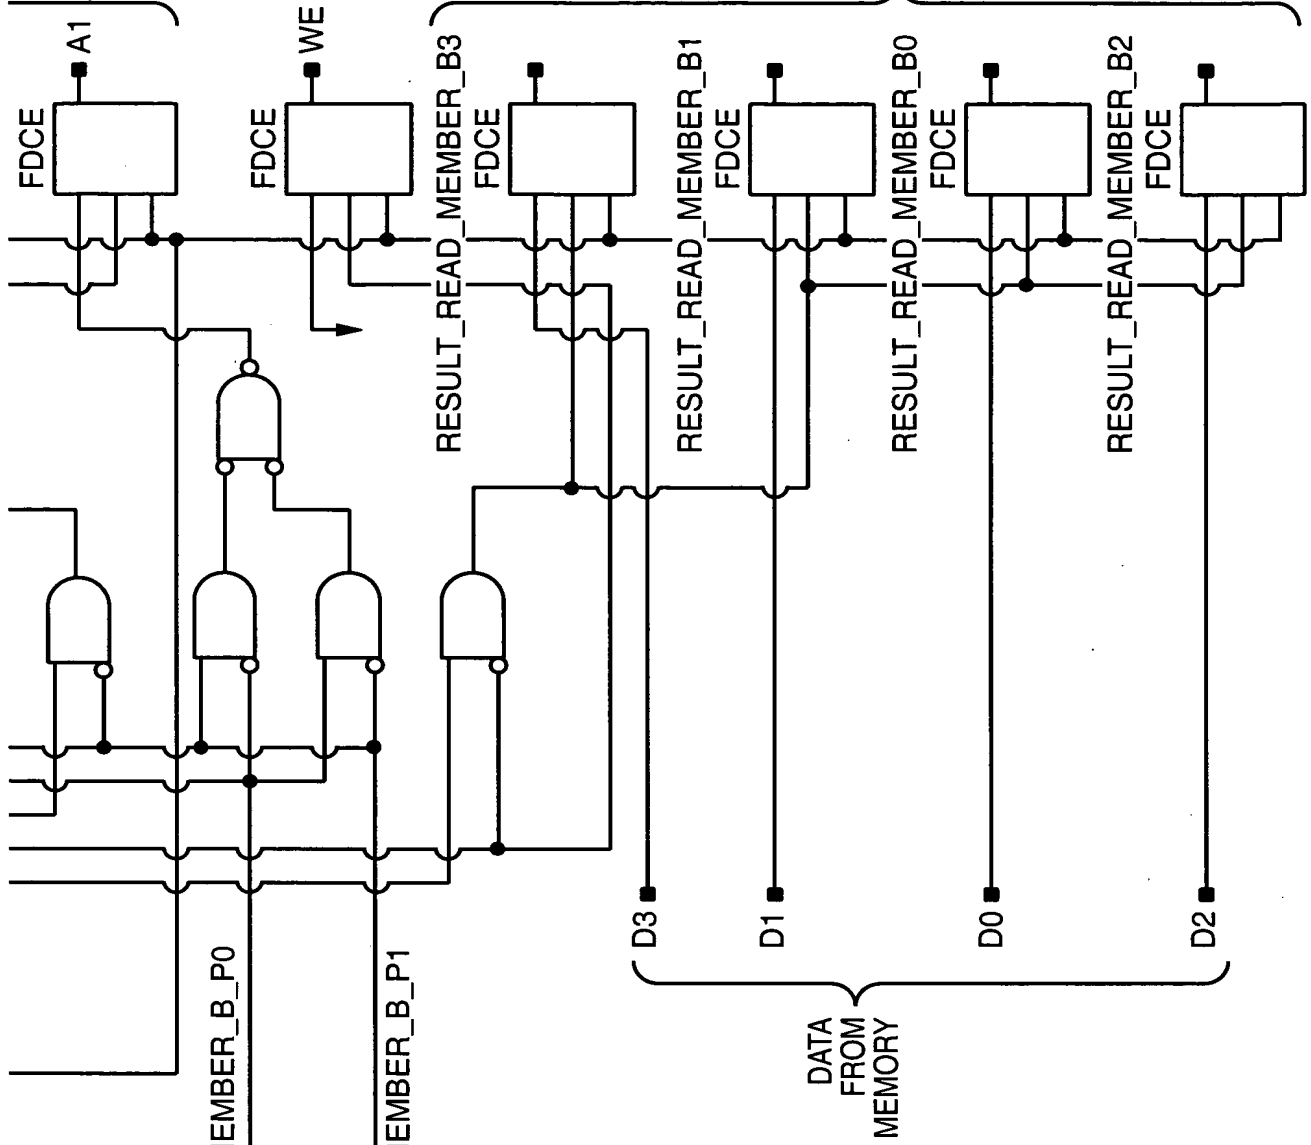 A1
WE
FDCE
FDCE
RESULT_READ_MEMBER_B3
FDCE
RESULT_READ_MEMBER_B1
FDCE
RESULT_READ_MEMBER_B0
FDCE
RESULT_READ_MEMBER_B2
FDCE
D3
D1
D0
D2
EMBER_B_P0
EMBER_B_P1
DATA
FROM
MEMORY